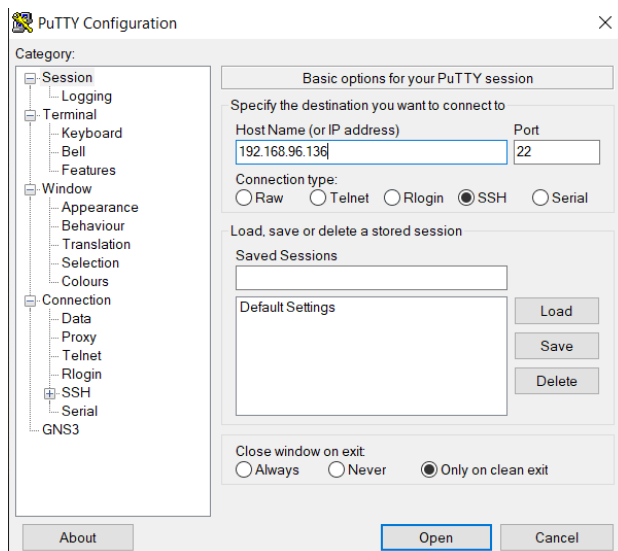 PuTTY Configuration
Category:
Session
Logging
Terminal
Keyboard
Bell
Features
Window
Appearance
Behaviour
Translation
Selection
Colours
Connection
Data
Proxy
Telnet
Rlogin
SSH
Serial
GNS3
Basic options for your PuTTY session
Specify the destination you want to connect to
Host Name (or IP address) Port
192.168.96.136 22
Connection type:
Raw Telnet Rlogin SSH Serial
Load, save or delete a stored session
Saved Sessions
Default Settings
Load
Save
Delete
Close window on exit:
Always Never Only on clean exit
About Open Cancel